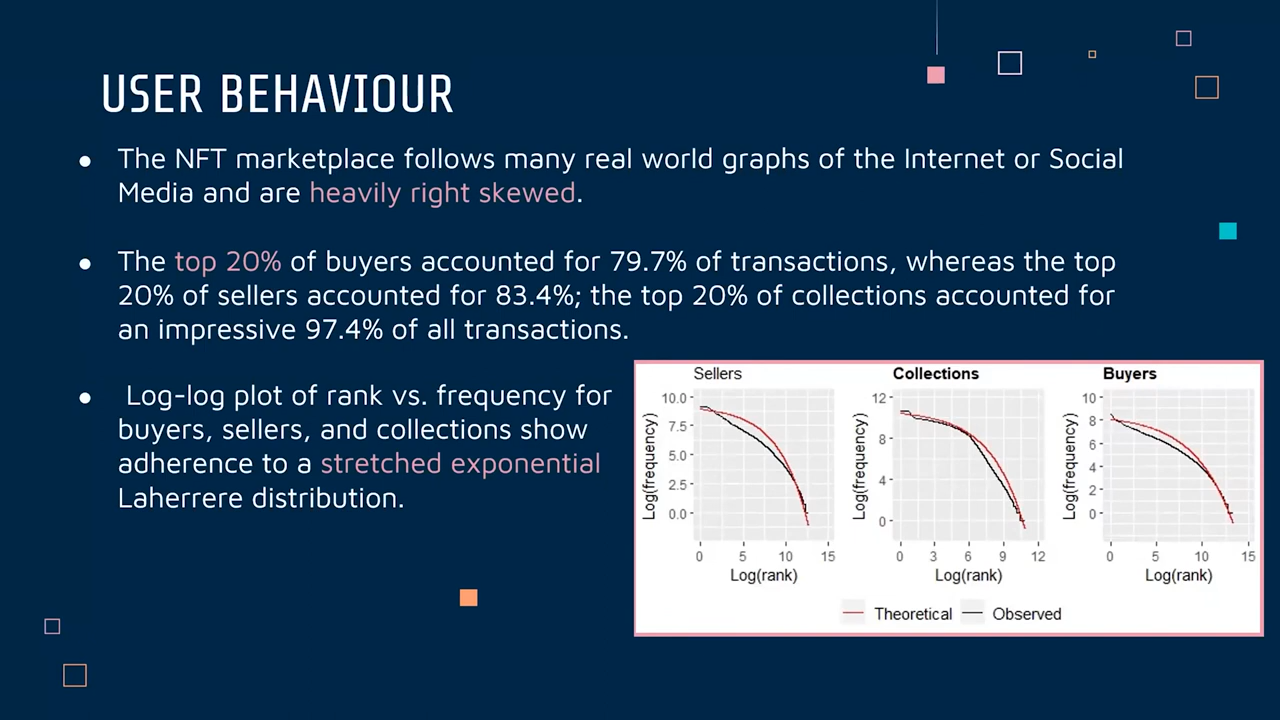 USER BEHAVIOUR
● The NFT marketplace follows many real world graphs of the Internet or Social
Media and are heavily right skewed.
● The top 20% of buyers accounted for 79.7% of transactions, whereas the top
20% of sellers accounted for 83.4%; the top 20% of collections accounted for
an impressive 97.4% of all transactions.
● Log-log plot of rank vs. frequency for
buyers, sellers, and collections show
adherence to a stretched exponential
Laherrere distribution.
Sellers
Log(frequency)
10.0
7.5
5.0
2.5
0.0
0 5 10 15
Log(rank)
Collections
Log(frequency)
12
8
4
0
0 3 6 9 12
Log(rank)
Buyers
Log(frequency)
10
8
6
4
2
0
0 5 10 15
Log(rank)
Theoretical Observed